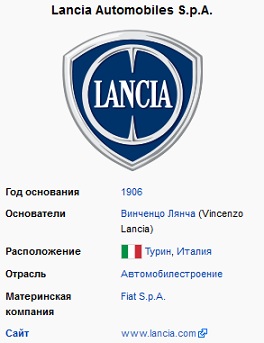 Lancia Automobiles S.p.A.
LANCIA
Год основания 1906
Основатели Винченцо Лянча (Vincenzo
Lancia)
Расположение Турин, Италия
Отрасль Автомобилестроение
Материнская Fiat S.p.A.
компания
Сайт www.lancia.com